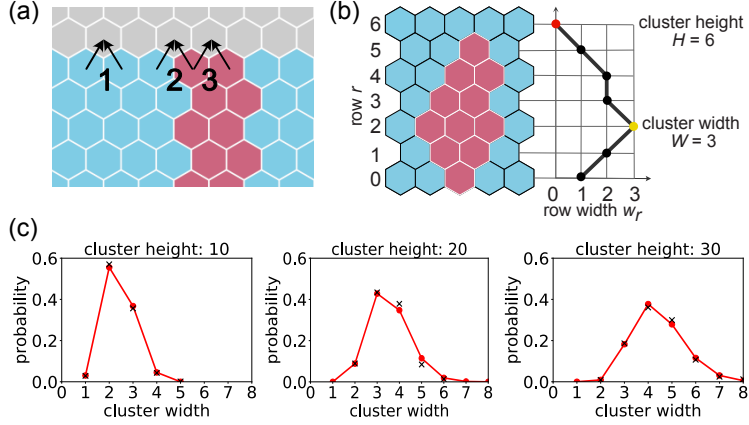 (a)
1 2 3
(b)
row r
6
5
4
3
2
1
0
0 1 2 3
row width wr
cluster height
H = 6
cluster width
W = 3
(c)
cluster height: 10
probability
0.6
0.4
0.2
0.0
0 1 2 3 4 5 6 7 8
cluster width
cluster height: 20
probability
0.6
0.4
0.2
0.0
0 1 2 3 4 5 6 7 8
cluster width
cluster height: 30
probability
0.6
0.4
0.2
0.0
0 1 2 3 4 5 6 7 8
cluster width